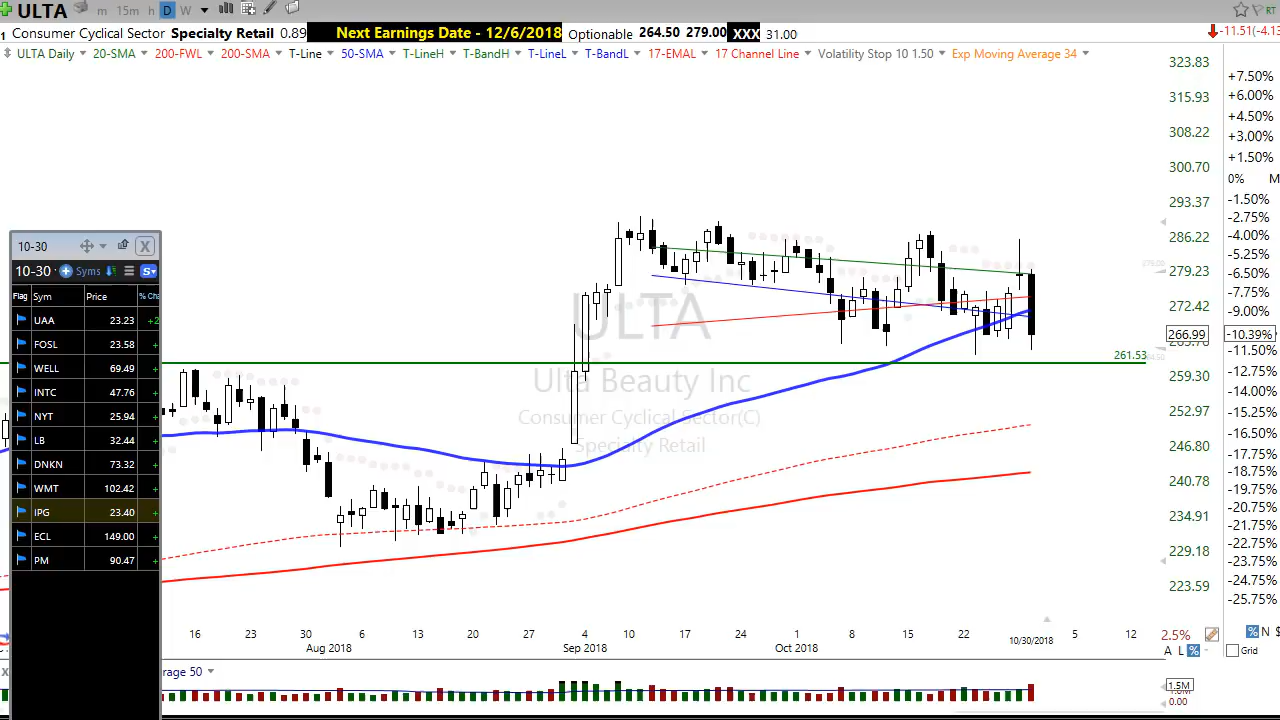 ULTA m 15m h D W RT
1 Consumer Cyclical Sector Specialty Retail 0.89 Next Earnings Date - 12/6/2018 Optionable 264.50 279.00 XXX 31.00 -11.51(-4.13
ULTA Daily 20-SMA 200-FWL 200-SMA T-Line 50-SMA T-LineH T-BandH T-LineL T-BandL 17-EMAL 17 Channel Line Volatility Stop 10 1.50 Exp Moving Average 34
323.83
315.93
308.22
300.70
293.37
286.22
279.23
272.42
266.99
259.30
252.97
246.80
240.78
234.91
229.18
223.59
+7.50%
+6.00%
+4.50%
+3.00%
+1.50%
0% M
-1.50%
-2.75%
-4.00%
-5.25%
-6.50%
-7.75%
-9.00%
-10.39%
-11.50%
-12.75%
-14.00%
-15.25%
-16.50%
-17.75%
-18.75%
-19.75%
-20.75%
-21.75%
-22.75%
-23.75%
-24.75%
-25.75%
279.00
261.53
ULTA
Ulta Beauty Inc
Consumer Cyclical Sector(C)
Specialty Retail
10-30 X
10-30 Syms S
Flag Sym Price % Cha
UAA 23.23 +2
FOSL 23.58 +
WELL 69.49 +
INTC 47.76 +
NYT 25.94 +
LB 32.44 +
DNKN 73.32 +
WMT 102.42 +
IPG 23.40 +
ECL 149.00 +
PM 90.47 +
16 23 30 6 13 20 27 4 10 17 24 1 8 15 22 10/30/2018 5 12
Aug 2018 Sep 2018 Oct 2018
2.5% % N $
A L % Grid
X rage 50
1.5M
0.00